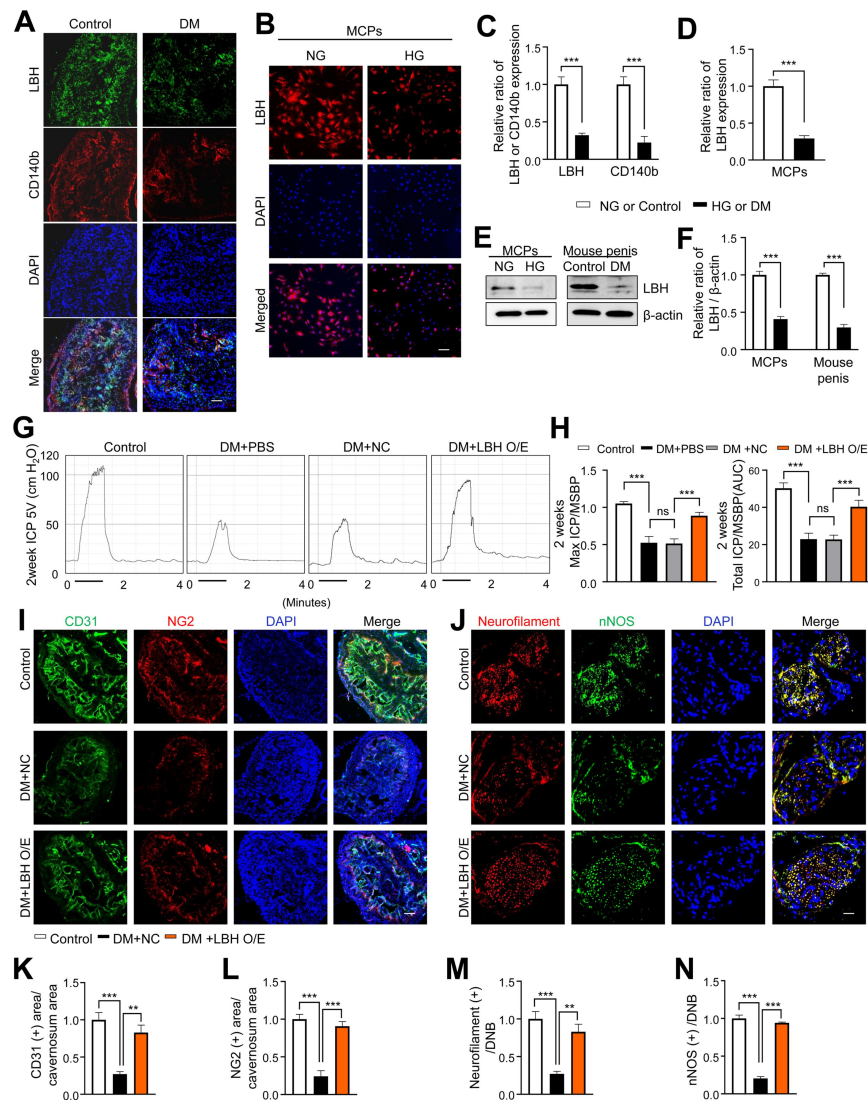 A
Control
DM
LBH
CD140b
DAPI
Merge
B
MCPs
NG
HG
LBH
DAPI
Merged
C
Relative ratio of
LBH or CD140b expression
1.5
1.0
0.5
0.0
***
***
LBH
CD140b
D
Relative ratio of
LBH expression
1.5
1.0
0.5
0.0
***
MCPs
NG or Control
HG or DM
E
MCPs
Mouse penis
NG
HG
Control
DM
LBH
β-actin
F
Relative ratio of
LBH / β-actin
1.5
1.0
0.5
0.0
***
***
MCPs
Mouse
penis
G
Control
DM+PBS
DM+NC
DM+LBH O/E
2week ICP 5V (cm H2O)
120
100
50
0
0
2
4
0
2
4
0
2
4
0
2
4
(Minutes)
H
Control
DM+PBS
DM +NC
DM +LBH O/E
2 weeks
Max ICP/MSBP
1.5
1.0
0.5
0.0
***
ns
***
2 weeks
Total ICP/MSBP(AUC)
60
40
20
0
***
ns
***
I
CD31
NG2
DAPI
Merge
Control
DM+NC
DM+LBH O/E
J
Neurofilament
nNOS
DAPI
Merge
Control
DM+NC
DM+LBH O/E
Control
DM+NC
DM +LBH O/E
K
CD31 (+) area/
cavernosum area
1.5
1.0
0.5
0.0
***
**
L
NG2 (+) area/
cavernosum area
1.5
1.0
0.5
0.0
***
***
M
Neurofilament (+)
/DNB
1.5
1.0
0.5
0.0
***
**
N
nNOS (+) /DNB
1.5
1.0
0.5
0.0
***
***